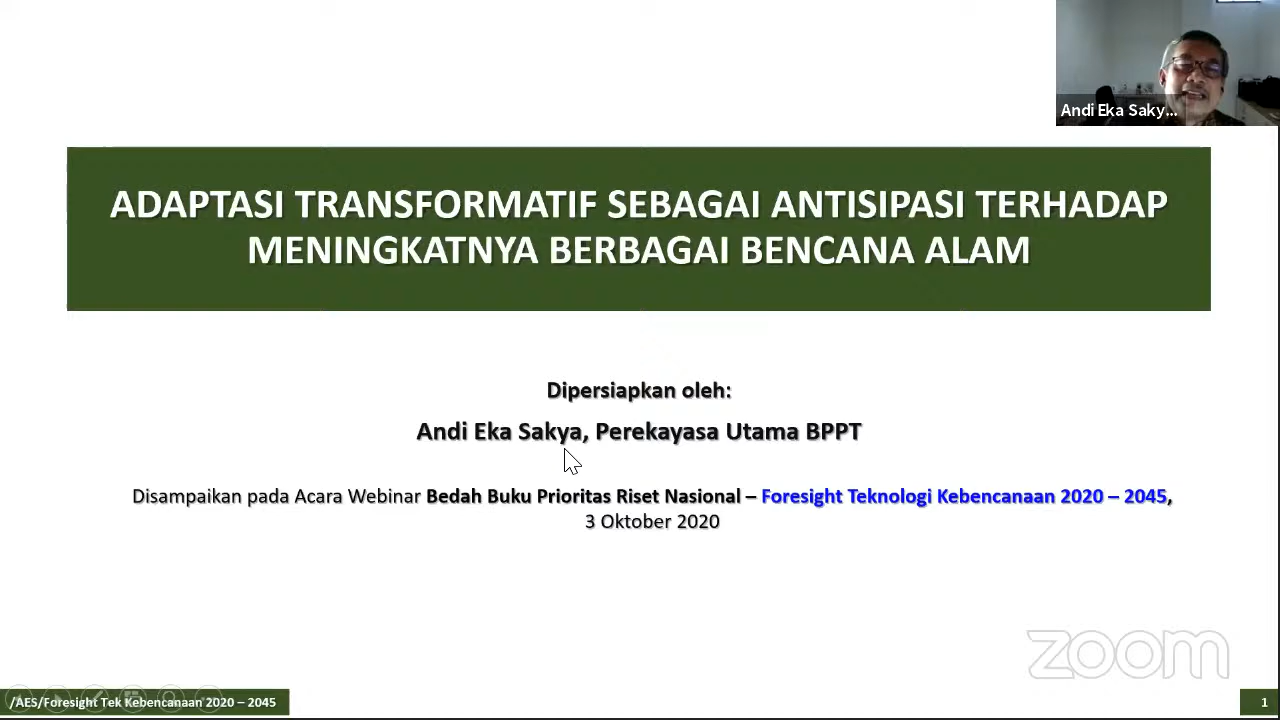 Andi Eka Saky...
ADAPTASI TRANSFORMATIF SEBAGAI ANTISIPASI TERHADAP
MENINGKATNYA BERBAGAI BENCANA ALAM
Dipersiapkan oleh:
Andi Eka Sakya, Perekayasa Utama BPPT
Disampaikan pada Acara Webinar Bedah Buku Prioritas Riset Nasional – Foresight Teknologi Kebencanaan 2020 – 2045,
3 Oktober 2020
zoom
/AES/Foresight Tek Kebencanaan 2020 – 2045
1